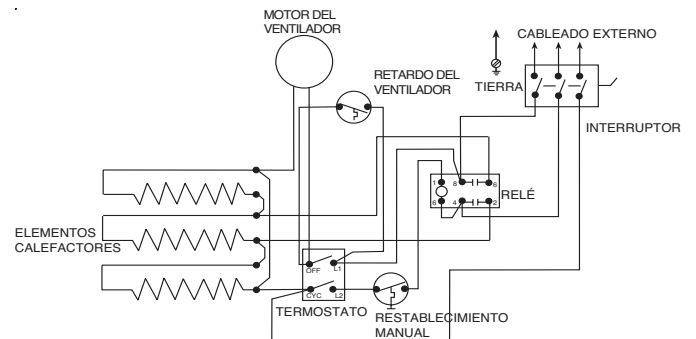 MOTOR DEL
VENTILADOR
CABLEADO EXTERNO
RETARDO DEL
VENTILADOR
TIERRA
INTERRUPTOR
1
8
6
RELÉ
6
4
2
ELEMENTOS
CALEFACTORES
OFF
L1
CYC
L2
TERMOSTATO
RESTABLECIMIENTO
MANUAL